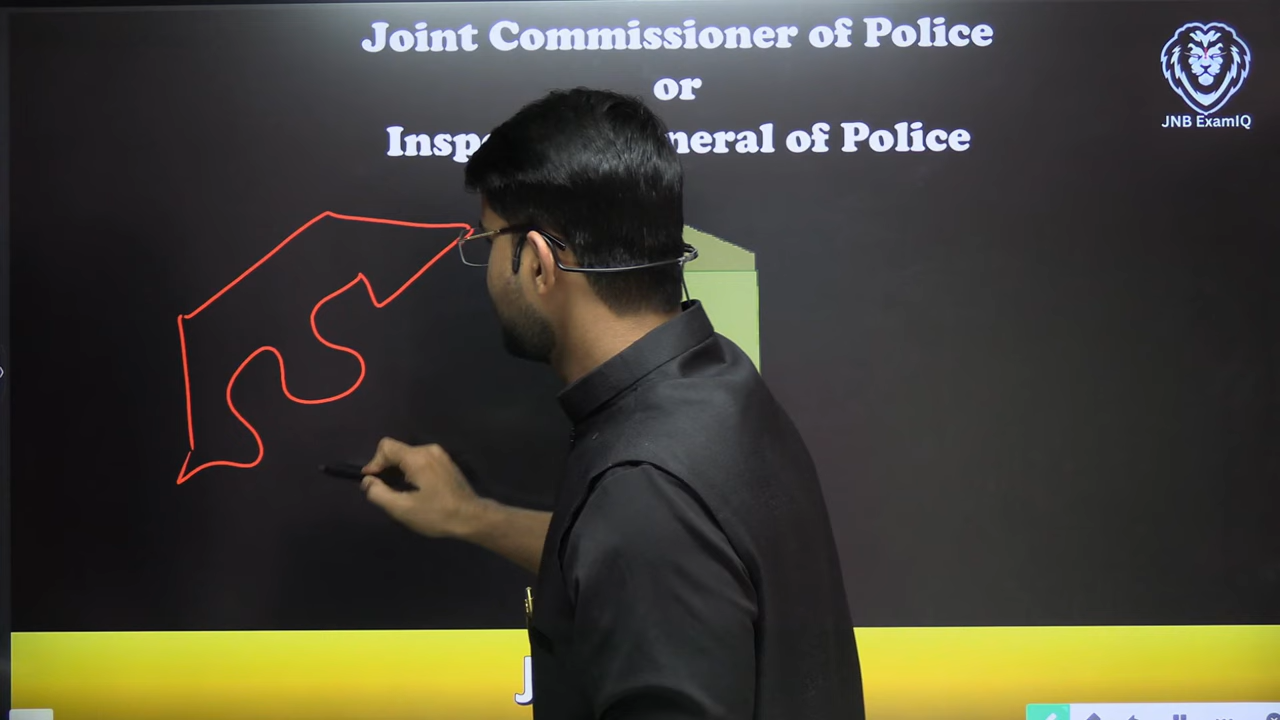 Joint Commissioner of Police
or
Insp neral of Police
JNB ExamIQ
J